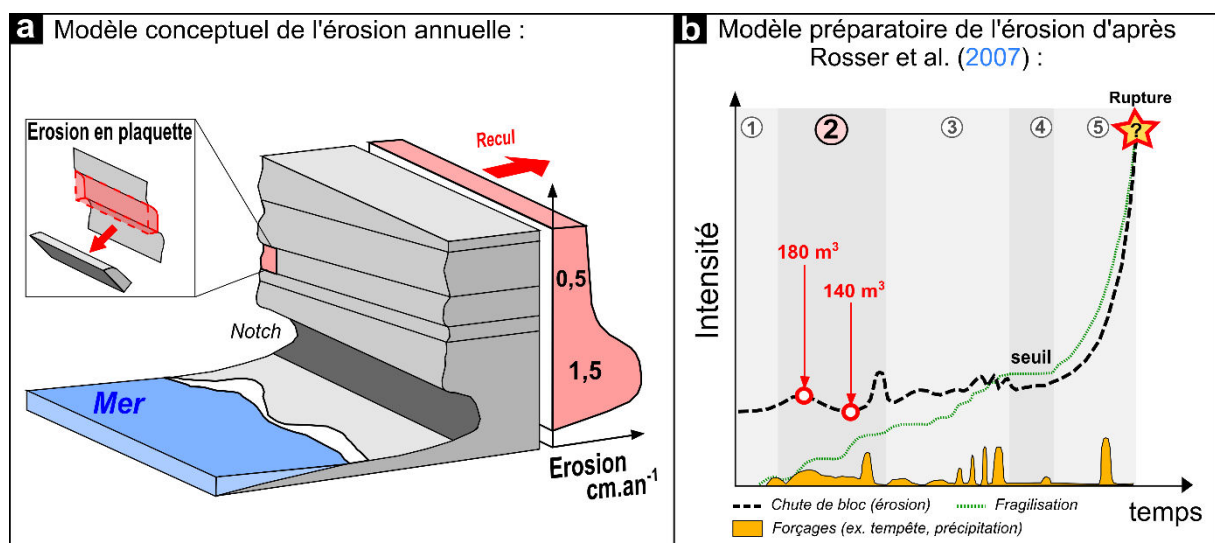 a Modèle conceptuel de l'érosion annuelle :
Erosion en plaquette
Recul
Notch
Mer
0,5
1,5
Erosion
cm.an-1
b Modèle préparatoire de l'érosion d'après
Rosser et al. (2007) :
Rupture
1 2 3 4 5 ?
Intensité
180 m3
140 m3
seuil
temps
Chute de bloc (érosion) Fragilisation
Forçages (ex. tempête, précipitation)